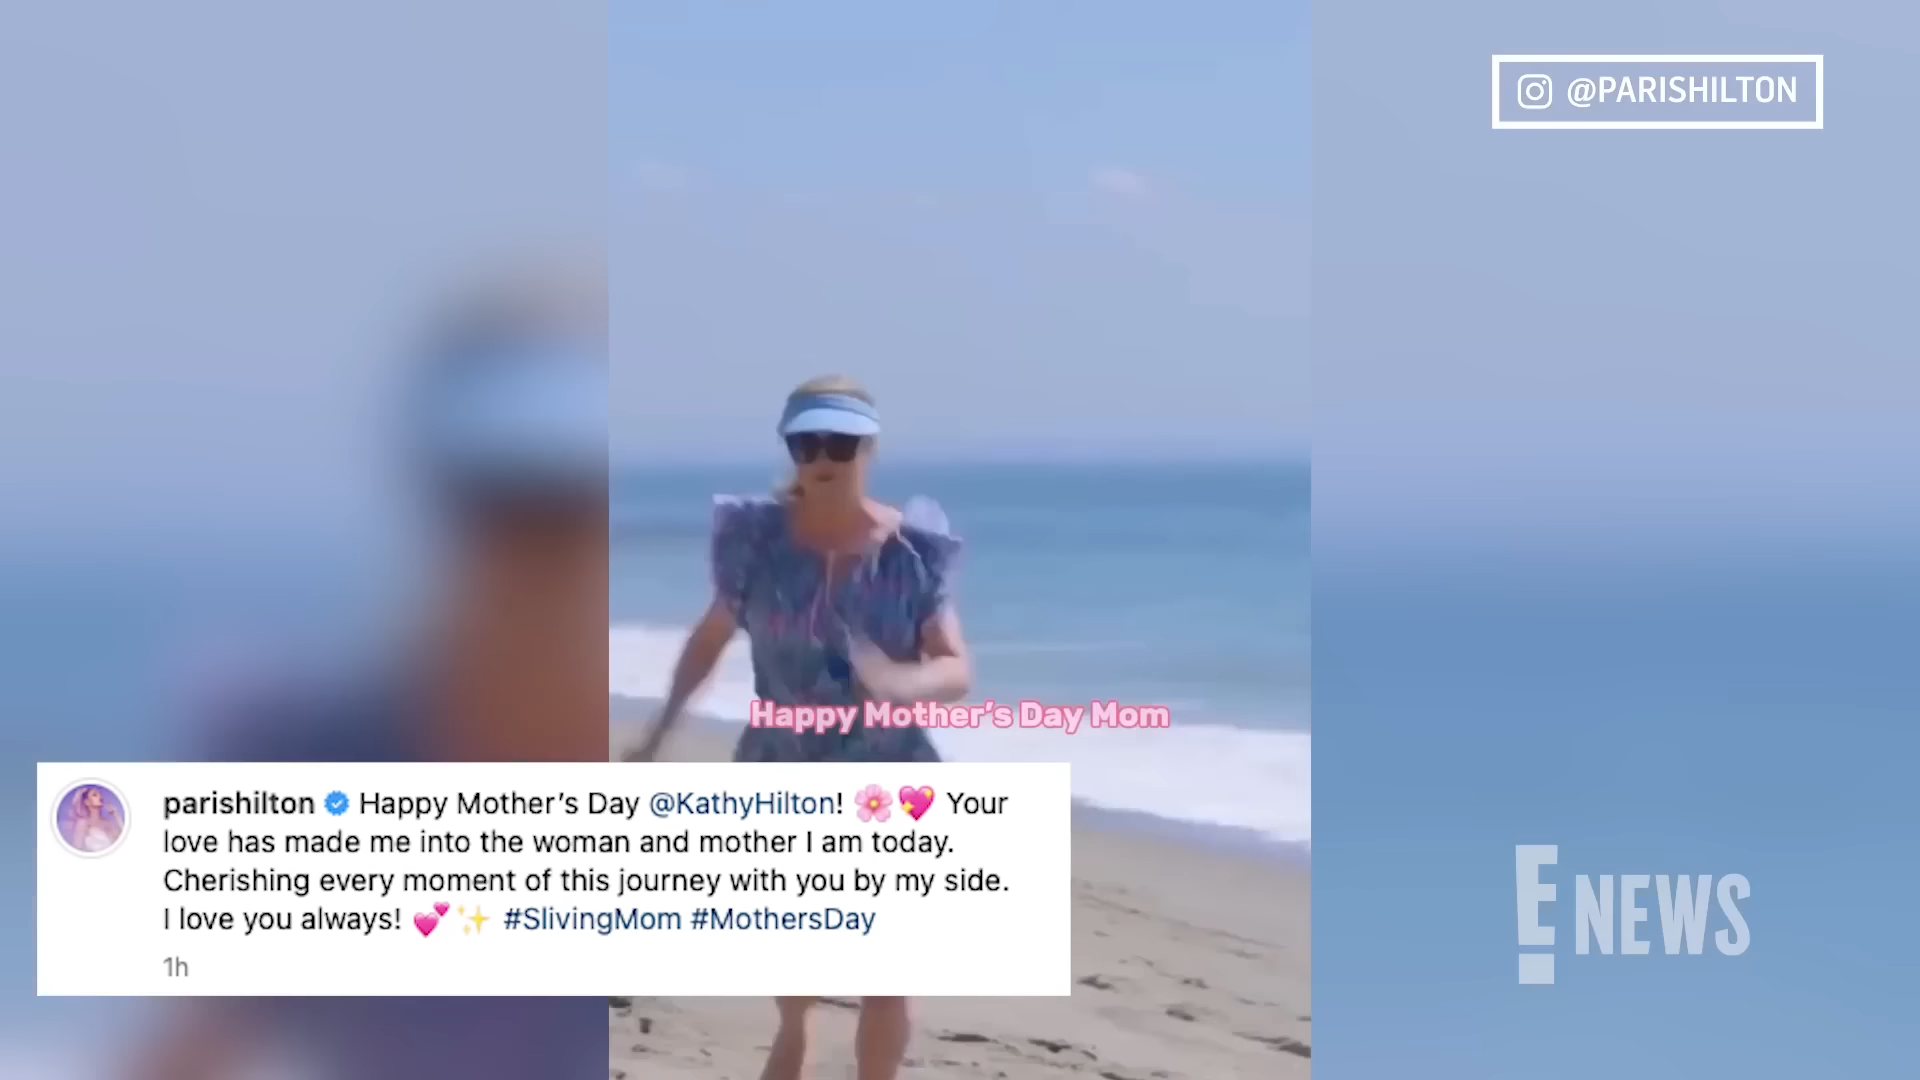 @PARISHILTON
Happy Mother's Day Mom
parishilton Happy Mother's Day @KathyHilton! 🌸💖 Your
love has made me into the woman and mother I am today.
Cherishing every moment of this journey with you by my side.
I love you always! 💕✨ #SlivingMom #MothersDay
1h
E! NEWS